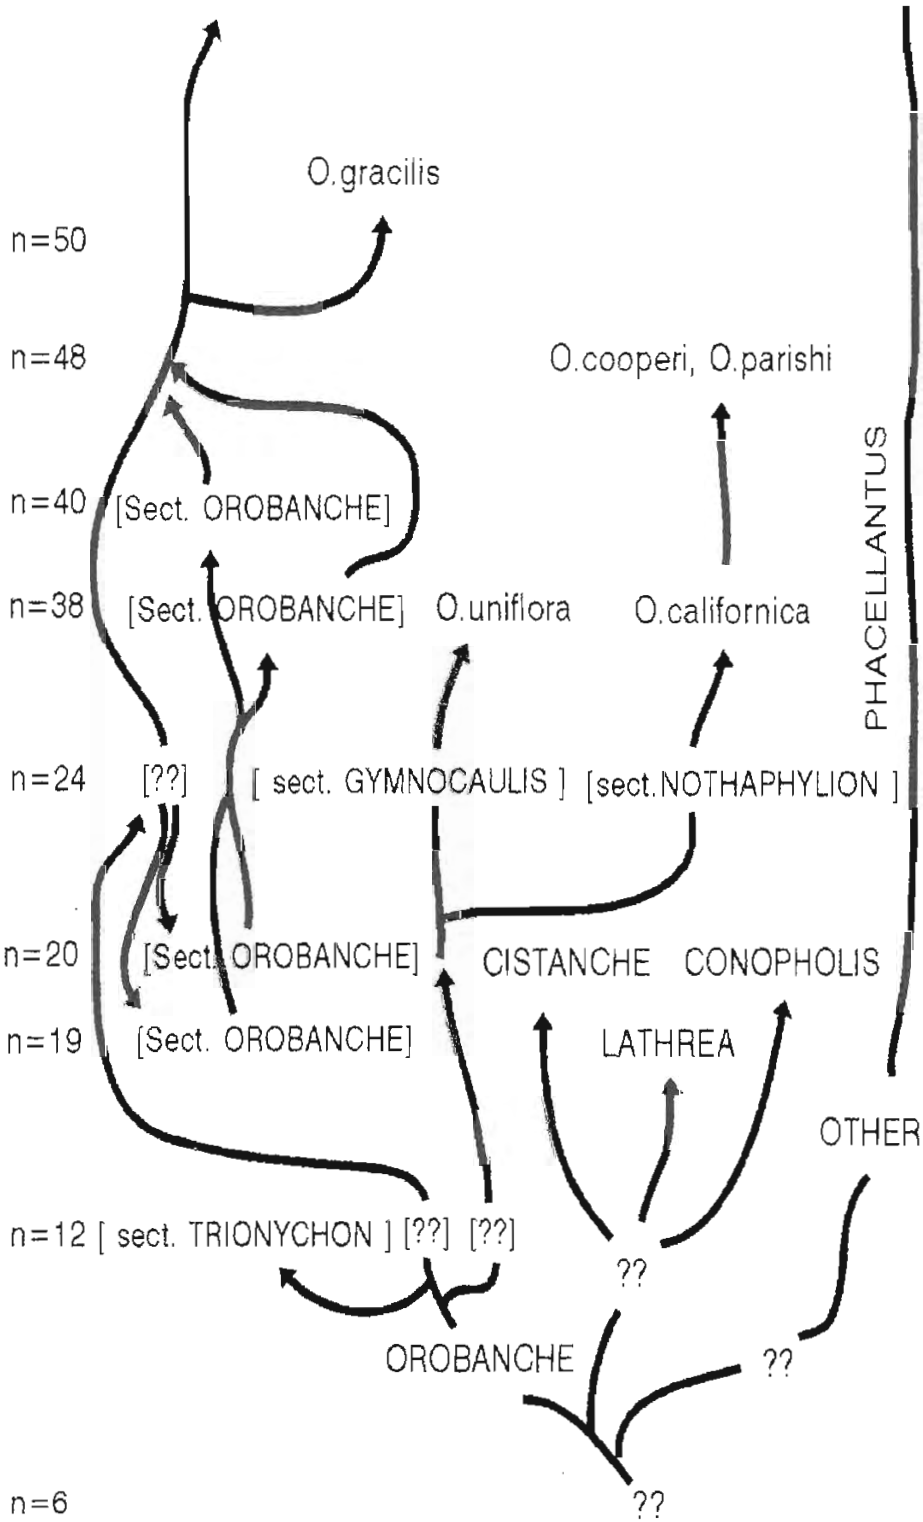 O.gracilis
n=50
n=48
O.cooperi, O.parishi
PHACELLANTUS
n=40 [Sect. OROBANCHE]
n=38 [Sect. OROBANCHE] O.uniflora O.californica
n=24 [??] [ sect. GYMNOCAULIS ] [sect.NOTHAPHYLION ]
n=20 [Sect. OROBANCHE] CISTANCHE CONOPHOLIS
n=19 [Sect. OROBANCHE] LATHREA
OTHER
n=12 [ sect. TRIONYCHON ] [??] [??]
??
OROBANCHE
??
n=6
??